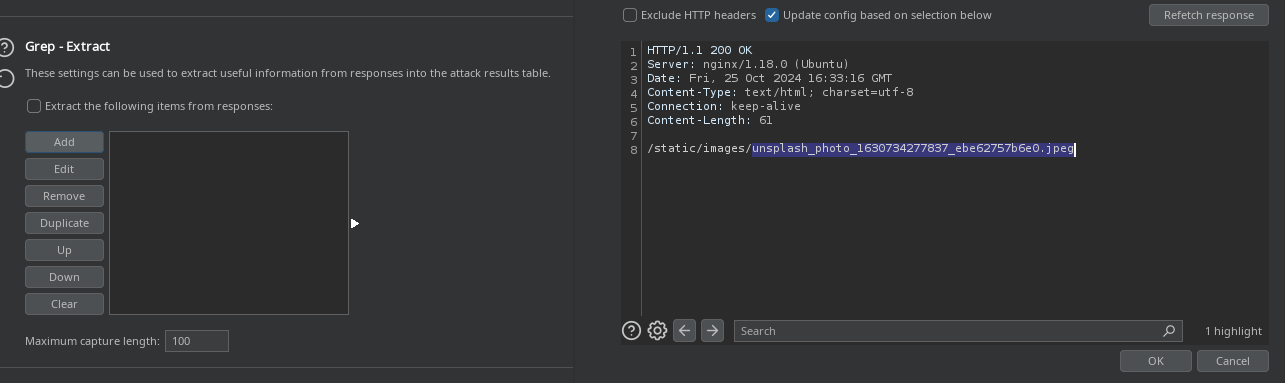 Grep - Extract
These settings can be used to extract useful information from responses into the attack results table.
Extract the following items from responses:
Add
Edit
Remove
Duplicate
Up
Down
Clear
Maximum capture length: 100
Exclude HTTP headers Update config based on selection below Refetch response
1 HTTP/1.1 200 OK
2 Server: nginx/1.18.0 (Ubuntu)
3 Date: Fri, 25 Oct 2024 16:33:16 GMT
4 Content-Type: text/html; charset=utf-8
5 Connection: keep-alive
6 Content-Length: 61
7
8 /static/images/unsplash_photo_1630734277837_ebe62757b6e0.jpeg
Search 1 highlight
OK Cancel